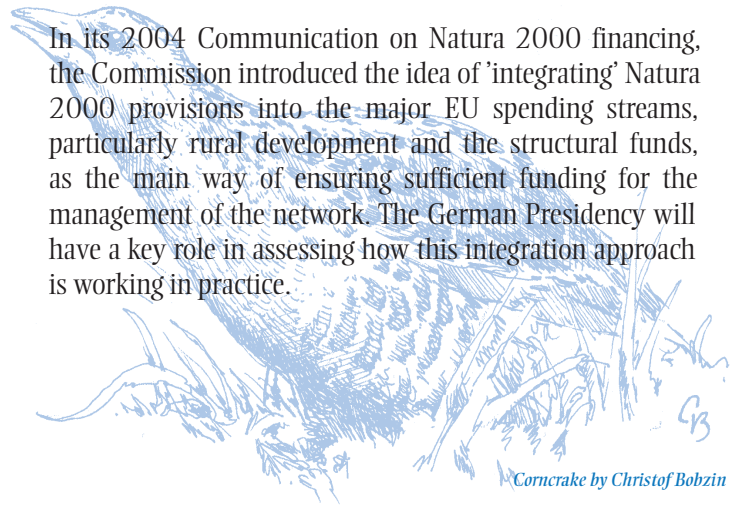 In its 2004 Communication on Natura 2000 financing,
the Commission introduced the idea of 'integrating' Natura
2000 provisions into the major EU spending streams,
particularly rural development and the structural funds,
as the main way of ensuring sufficient funding for the
management of the network. The German Presidency will
have a key role in assessing how this integration approach
is working in practice.
CB
Corncrake by Christof Bobzin